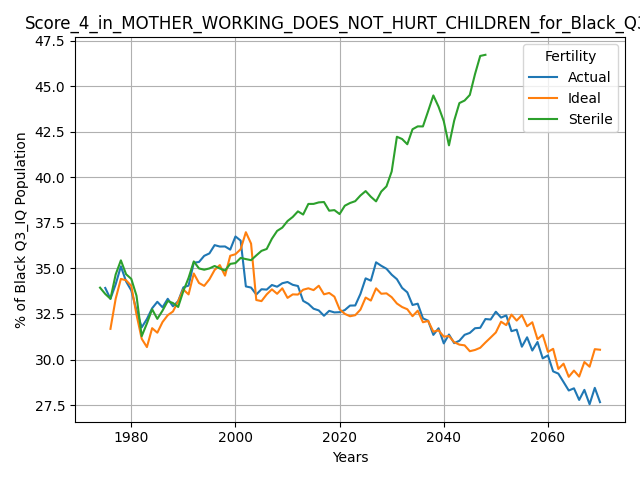 Score_4_in_MOTHER_WORKING_DOES_NOT_HURT_CHILDREN_for_Black_Q3
47.5
45.0
42.5
40.0
37.5
35.0
32.5
30.0
27.5
% of Black Q3_IQ Population
Fertility
Actual
Ideal
Sterile
1980
2000
2020
2040
2060
Years